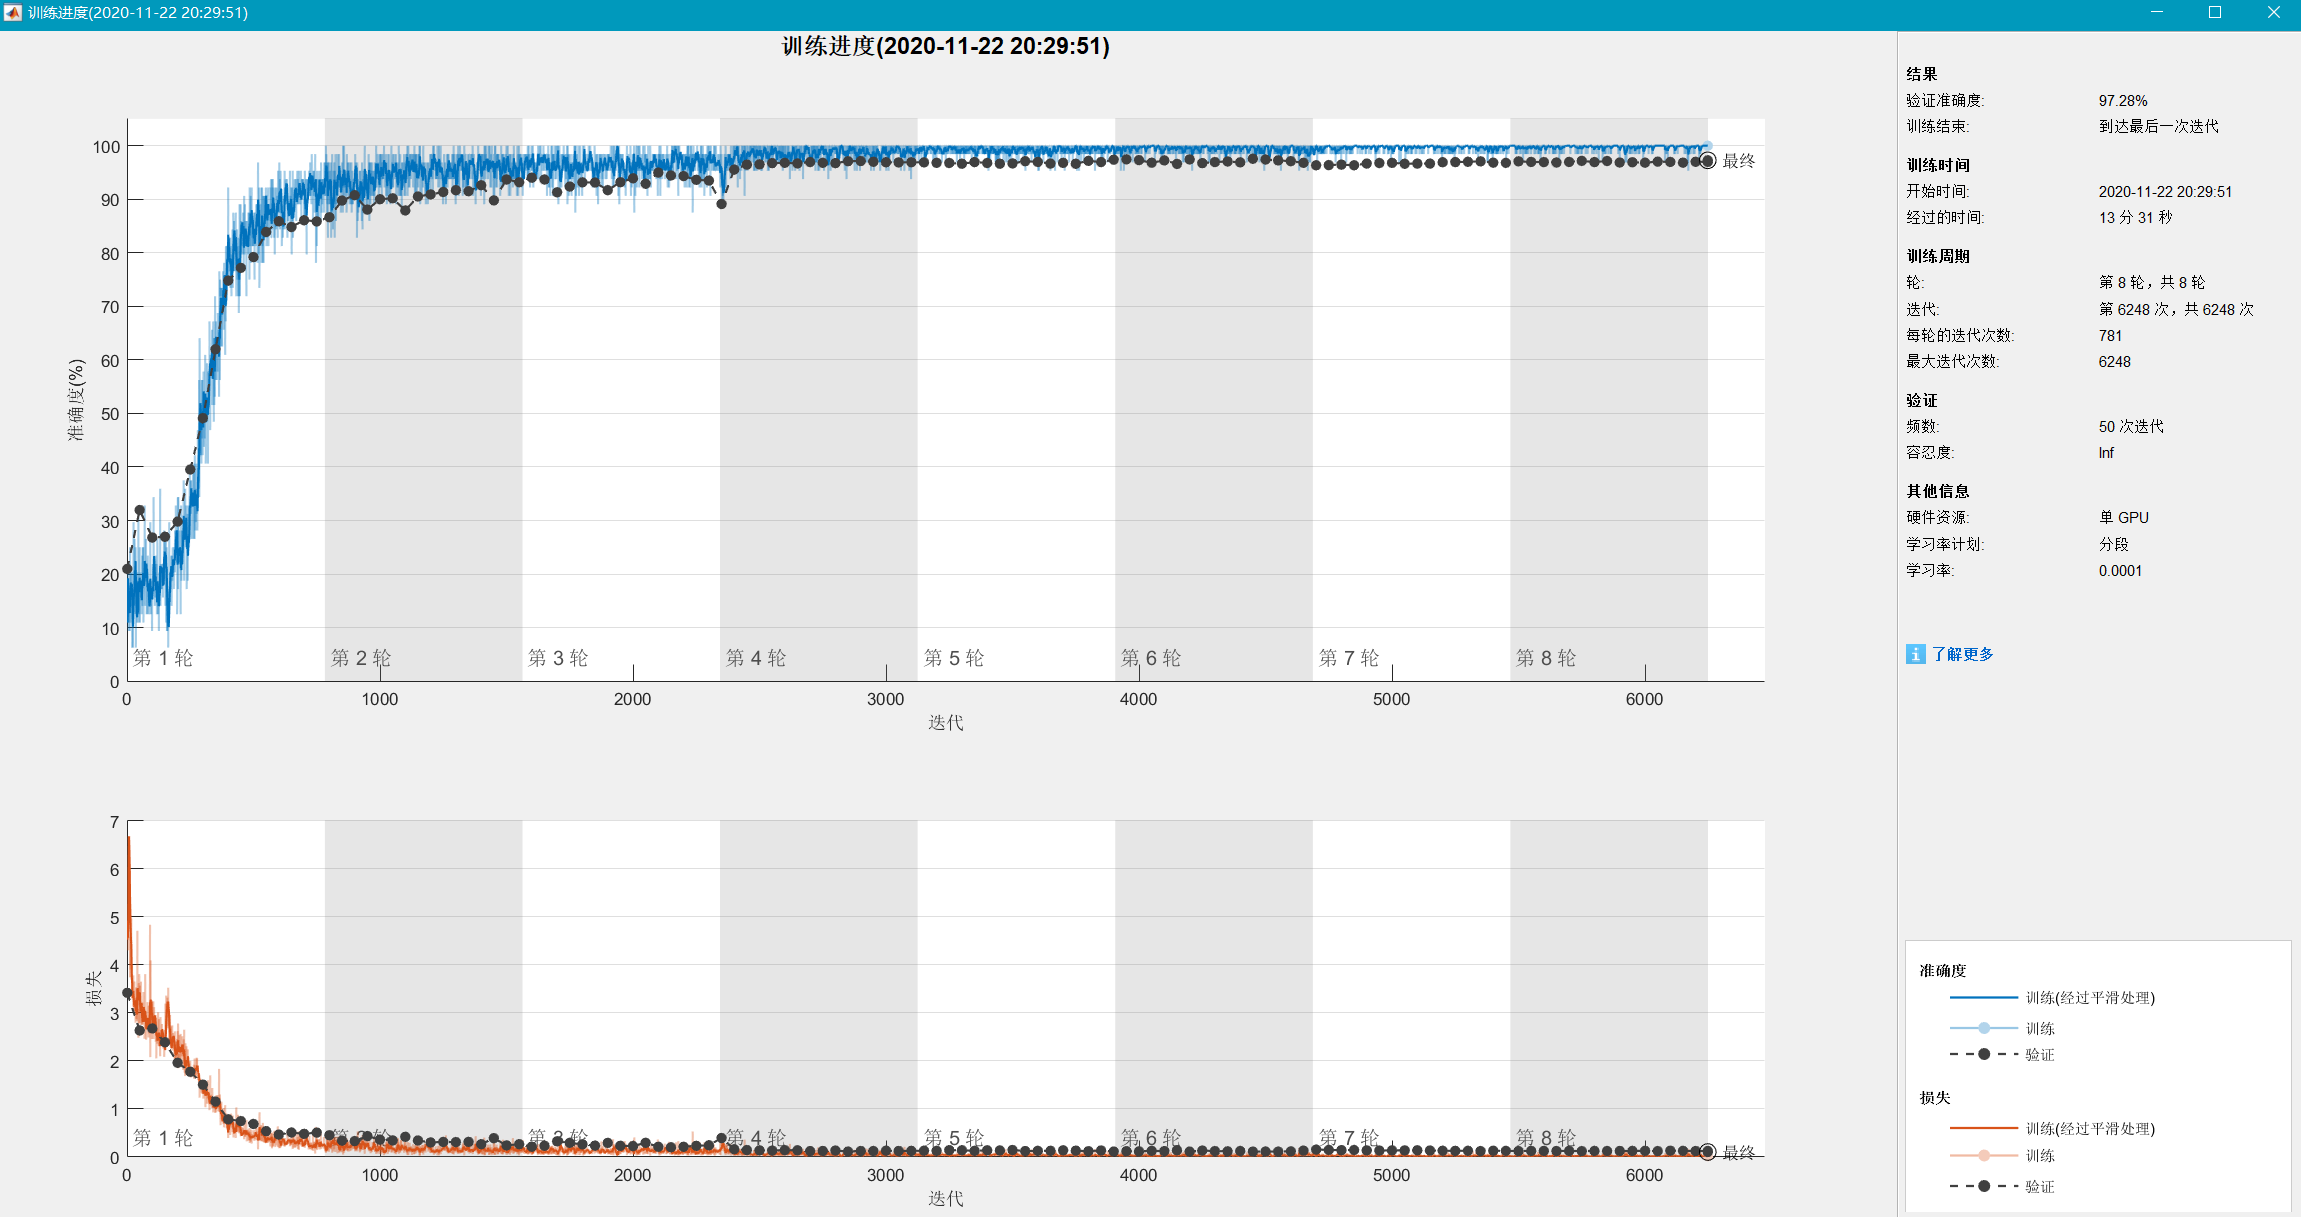 训练进度(2020-11-22 20:29:51)
训练进度(2020-11-22 20:29:51)
准确度(%)
100
90
80
70
60
50
40
30
20
10
0
第 1 轮
第 2 轮
第 3 轮
第 4 轮
第 5 轮
第 6 轮
第 7 轮
第 8 轮
最终
0
1000
2000
3000
4000
5000
6000
迭代
损失
7
6
5
4
3
2
1
0
第 1 轮
第 2 轮
第 3 轮
第 4 轮
第 5 轮
第 6 轮
第 7 轮
第 8 轮
最终
0
1000
2000
3000
4000
5000
6000
迭代
结果
验证准确度: 97.28%
训练结束: 到达最后一次迭代
训练时间
开始时间: 2020-11-22 20:29:51
经过的时间: 13 分 31 秒
训练周期
轮: 第 8 轮，共 8 轮
迭代: 第 6248 次，共 6248 次
每轮的迭代次数: 781
最大迭代次数: 6248
验证
频数: 50 次迭代
容忍度: Inf
其他信息
硬件资源: 单 GPU
学习率计划: 分段
学习率: 0.0001
了解更多
准确度
训练(经过平滑处理)
训练
验证
损失
训练(经过平滑处理)
训练
验证